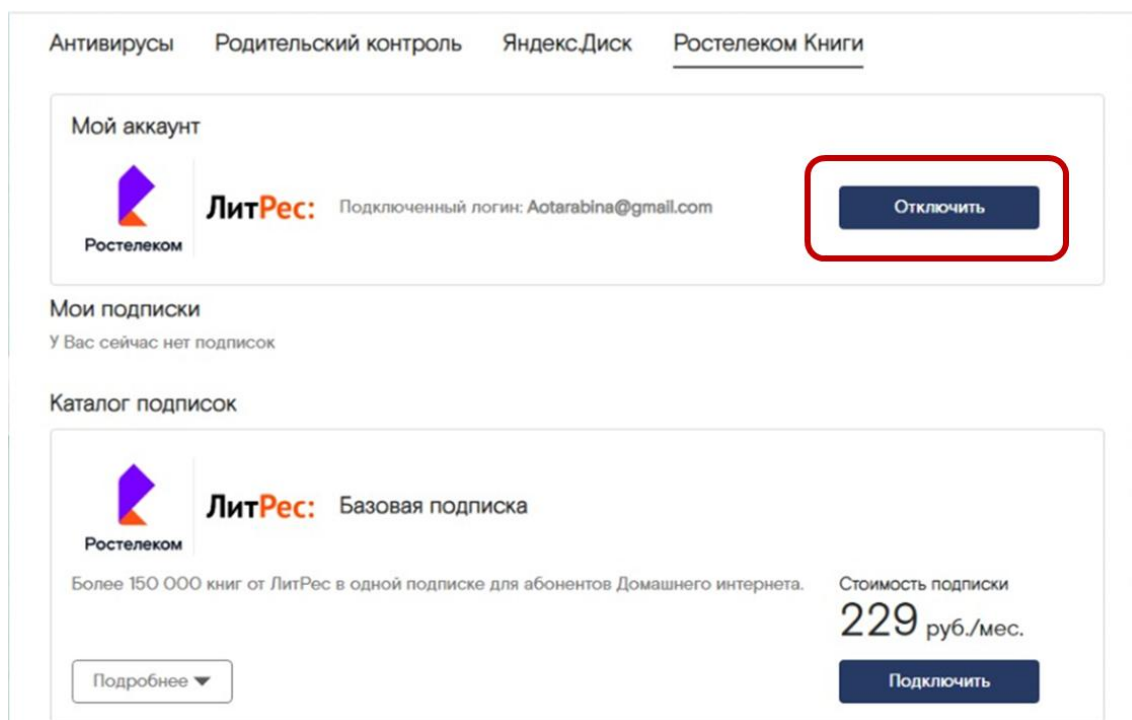 Антивирусы Родительский контроль Яндекс.Диск Ростелеком Книги
Мой аккаунт
Ростелеком
ЛитРес: Подключенный логин: Aotarabina@gmail.com Отключить
Мои подписки
У Вас сейчас нет подписок
Каталог подписок
Ростелеком
ЛитРес: Базовая подписка
Более 150 000 книг от ЛитРес в одной подписке для абонентов Домашнего интернета.
Стоимость подписки
229 руб./мес.
Подробнее
Подключить